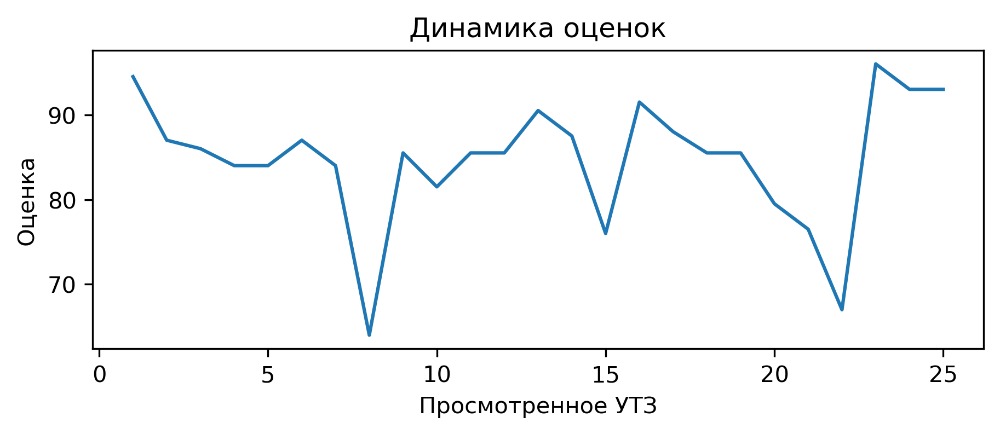 Динамика оценок
Оценка
90
80
70
0 5 10 15 20 25
Просмотренное УТЗ